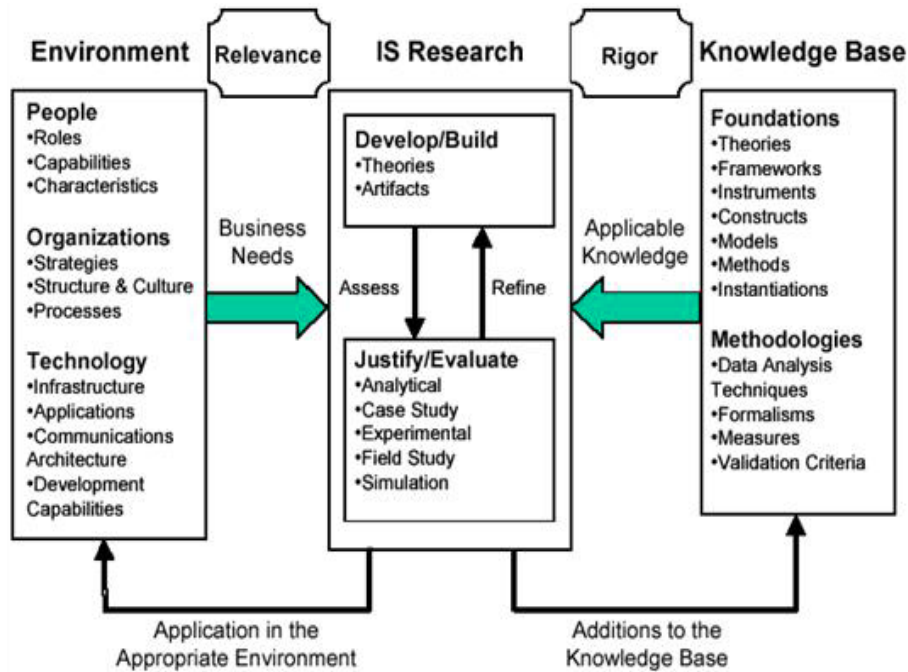 Environment
Relevance
IS Research
Rigor
Knowledge Base
People
•Roles
•Capabilities
•Characteristics
Organizations
•Strategies
•Structure & Culture
•Processes
Technology
•Infrastructure
•Applications
•Communications
Architecture
•Development
Capabilities
Business
Needs
Develop/Build
•Theories
•Artifacts
Assess
Refine
Justify/Evaluate
•Analytical
•Case Study
•Experimental
•Field Study
•Simulation
Applicable
Knowledge
Foundations
•Theories
•Frameworks
•Instruments
•Constructs
•Models
•Methods
•Instantiations
Methodologies
•Data Analysis
Techniques
•Formalisms
•Measures
•Validation Criteria
Application in the
Appropriate Environment
Additions to the
Knowledge Base